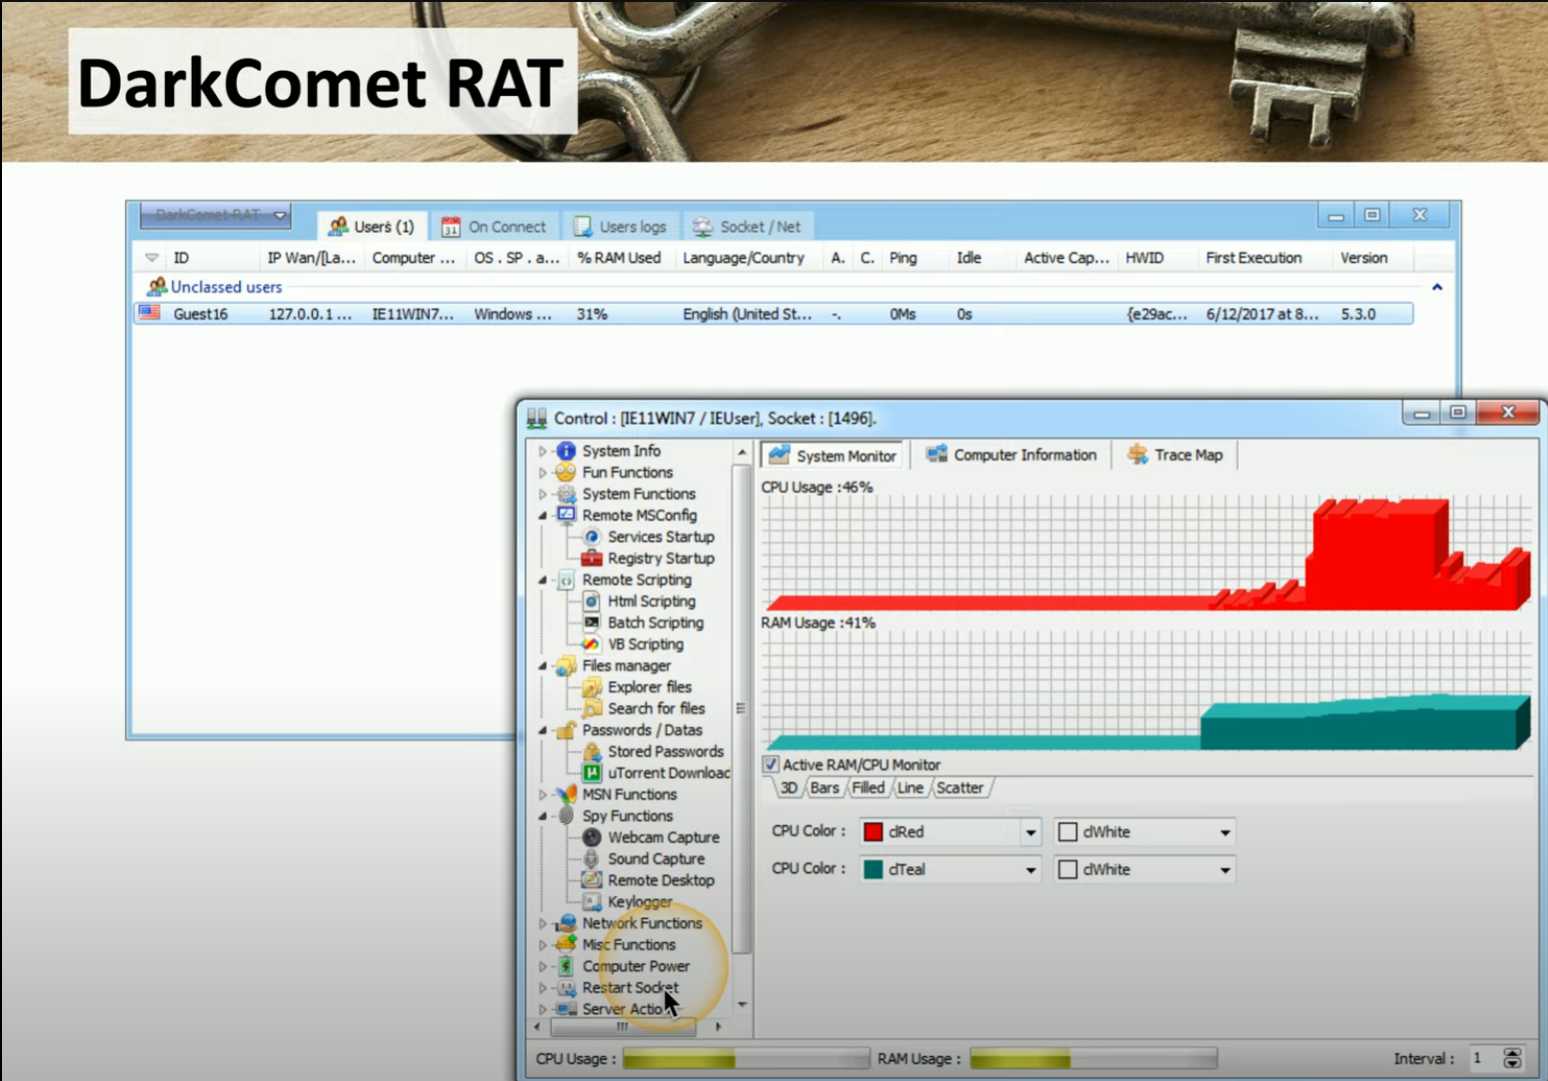 DarkComet RAT
DarkComet-RAT
Users (1) On Connect Users logs Socket / Net
ID IP Wan/[La... Computer ... OS . SP . a... % RAM Used Language/Country A. C. Ping Idle Active Cap... HWID First Execution Version
Unclassed users
Guest16 127.0.0.1 ... IE11WIN7... Windows ... 31% English (United St... -. 0Ms 0s {e29ac... 6/12/2017 at 8... 5.3.0
Control : [IE11WIN7 / IEUser], Socket : [1496].
System Info
Fun Functions
System Functions
Remote MSConfig
Services Startup
Registry Startup
Remote Scripting
Html Scripting
Batch Scripting
VB Scripting
Files manager
Explorer files
Search for files
Passwords / Datas
Stored Passwords
uTorrent Downloac
MSN Functions
Spy Functions
Webcam Capture
Sound Capture
Remote Desktop
Keylogger
Network Functions
Misc Functions
Computer Power
Restart Socket
Server Actio
System Monitor Computer Information Trace Map
CPU Usage :46%
RAM Usage :41%
Active RAM/CPU Monitor
3D Bars Filled Line Scatter
CPU Color : clRed clWhite
CPU Color : clTeal clWhite
CPU Usage : RAM Usage : Interval : 1